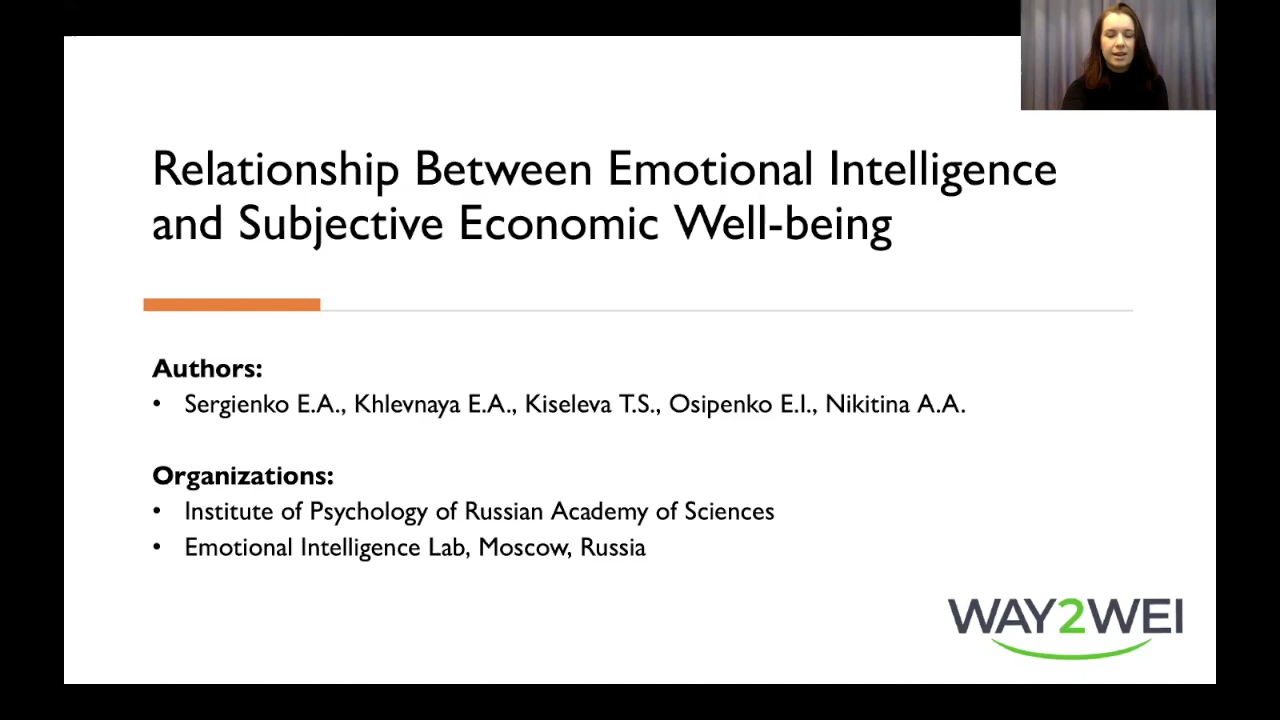 Relationship Between Emotional Intelligence
and Subjective Economic Well-being
Authors:
• Sergienko E.A., Khlevnaya E.A., Kiseleva T.S., Osipenko E.I., Nikitina A.A.
Organizations:
• Institute of Psychology of Russian Academy of Sciences
• Emotional Intelligence Lab, Moscow, Russia
WAY2WEI